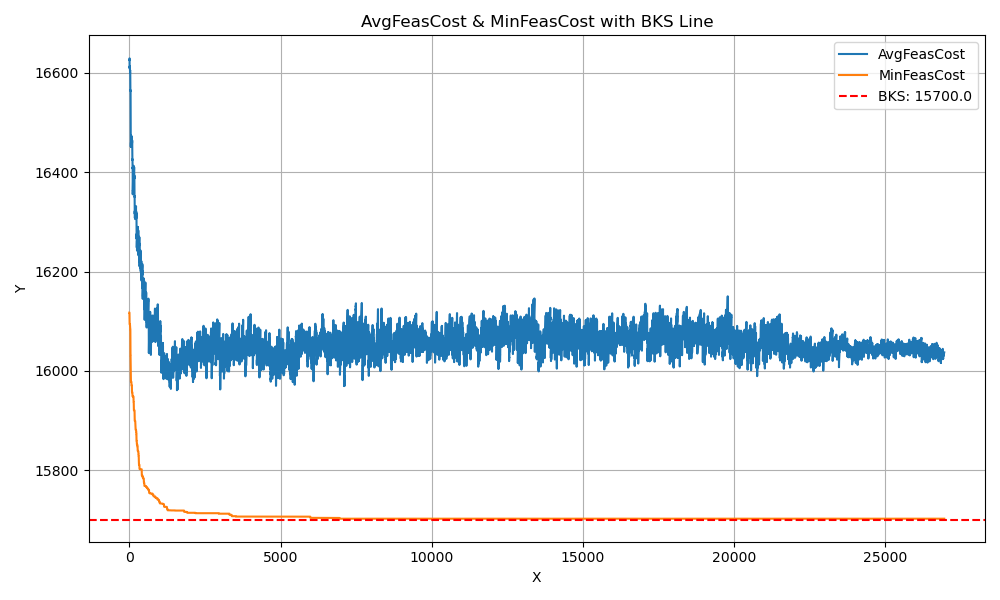 AvgFeasCost & MinFeasCost with BKS Line
AvgFeasCost
MinFeasCost
BKS: 15700.0
Y
16600
16400
16200
16000
15800
0
5000
10000
15000
20000
25000
X